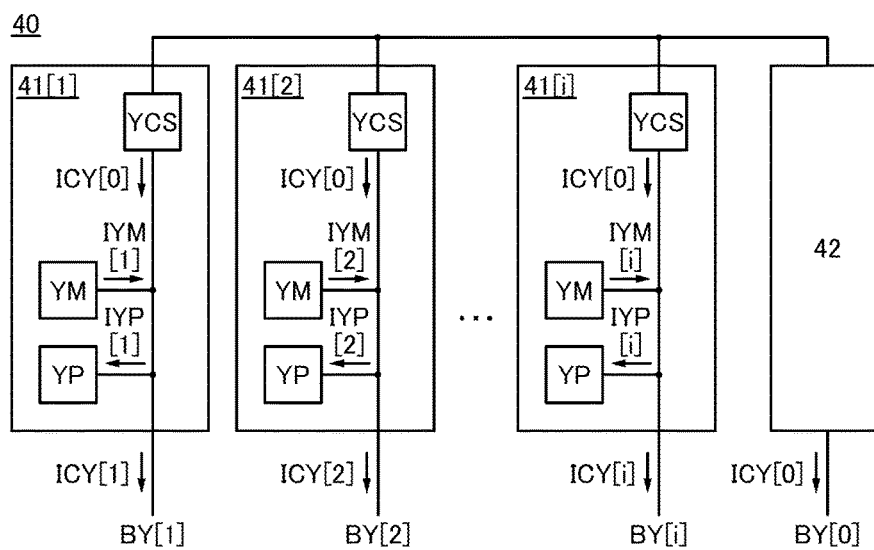 40
41[1] 41[2] 41[i]
YCS YCS YCS
ICY[0] ICY[0] ICY[0]
IYM IYM IYM
[1] [2] [i]
42
YM YM YM
IYP IYP IYP
[1] [2] ... [i]
YP YP YP
ICY[1] ICY[2] ICY[i] ICY[0]
BY[1] BY[2] BY[i] BY[0]